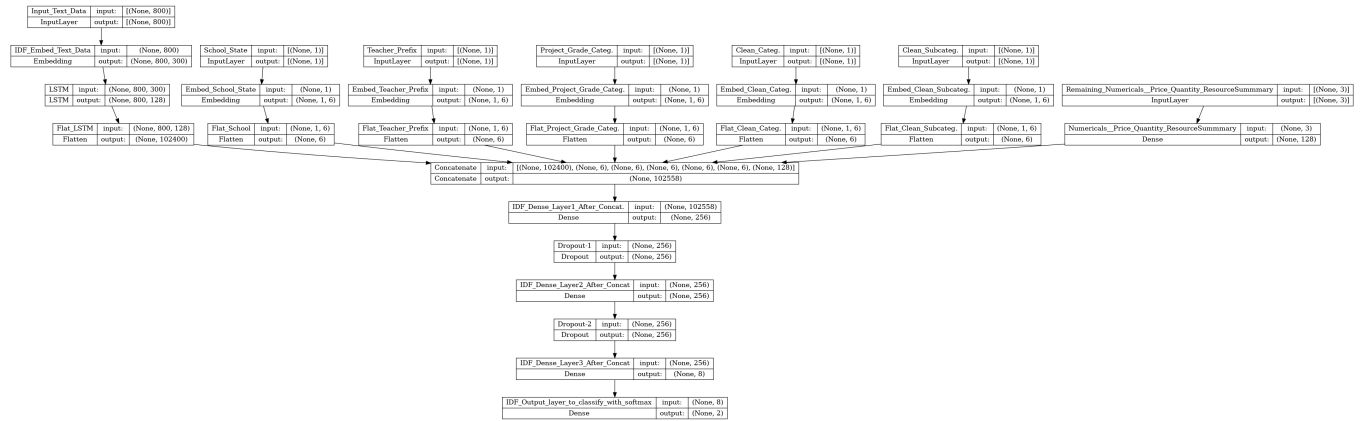 Input_Text_Data input: [(None, 800)]
InputLayer output: [(None, 800)]
IDF_Embed_Text_Data input: (None, 800)
Embedding output: (None, 800, 300)
School_State input: [(None, 1)]
InputLayer output: [(None, 1)]
Teacher_Prefix input: [(None, 1)]
InputLayer output: [(None, 1)]
Project_Grade_Categ. input: [(None, 1)]
InputLayer output: [(None, 1)]
Clean_Categ. input: [(None, 1)]
InputLayer output: [(None, 1)]
Clean_Subcateg. input: [(None, 1)]
InputLayer output: [(None, 1)]
LSTM input: (None, 800, 300)
LSTM output: (None, 800, 128)
Embed_School_State input: (None, 1)
Embedding output: (None, 1, 6)
Embed_Teacher_Prefix input: (None, 1)
Embedding output: (None, 1, 6)
Embed_Project_Grade_Categ. input: (None, 1)
Embedding output: (None, 1, 6)
Embed_Clean_Categ. input: (None, 1)
Embedding output: (None, 1, 6)
Embed_Clean_Subcateg. input: (None, 1)
Embedding output: (None, 1, 6)
Remaining_Numericals__Price_Quantity_ResourceSummmary input: [(None, 3)]
InputLayer output: [(None, 3)]
Flat_LSTM input: (None, 800, 128)
Flatten output: (None, 102400)
Flat_School input: (None, 1, 6)
Flatten output: (None, 6)
Flat_Teacher_Prefix input: (None, 1, 6)
Flatten output: (None, 6)
Flat_Project_Grade_Categ. input: (None, 1, 6)
Flatten output: (None, 6)
Flat_Clean_Categ. input: (None, 1, 6)
Flatten output: (None, 6)
Flat_Clean_Subcateg. input: (None, 1, 6)
Flatten output: (None, 6)
Numericals__Price_Quantity_ResourceSummmary input: (None, 3)
Dense output: (None, 128)
Concatenate input: [(None, 102400), (None, 6), (None, 6), (None, 6), (None, 6), (None, 6), (None, 128)]
Concatenate output: (None, 102558)
IDF_Dense_Layer1_After_Concat. input: (None, 102558)
Dense output: (None, 256)
Dropout-1 input: (None, 256)
Dropout output: (None, 256)
IDF_Dense_Layer2_After_Concat input: (None, 256)
Dense output: (None, 256)
Dropout-2 input: (None, 256)
Dropout output: (None, 256)
IDF_Dense_Layer3_After_Concat input: (None, 256)
Dense output: (None, 8)
IDF_Output_layer_to_classify_with_softmax input: (None, 8)
Dense output: (None, 2)